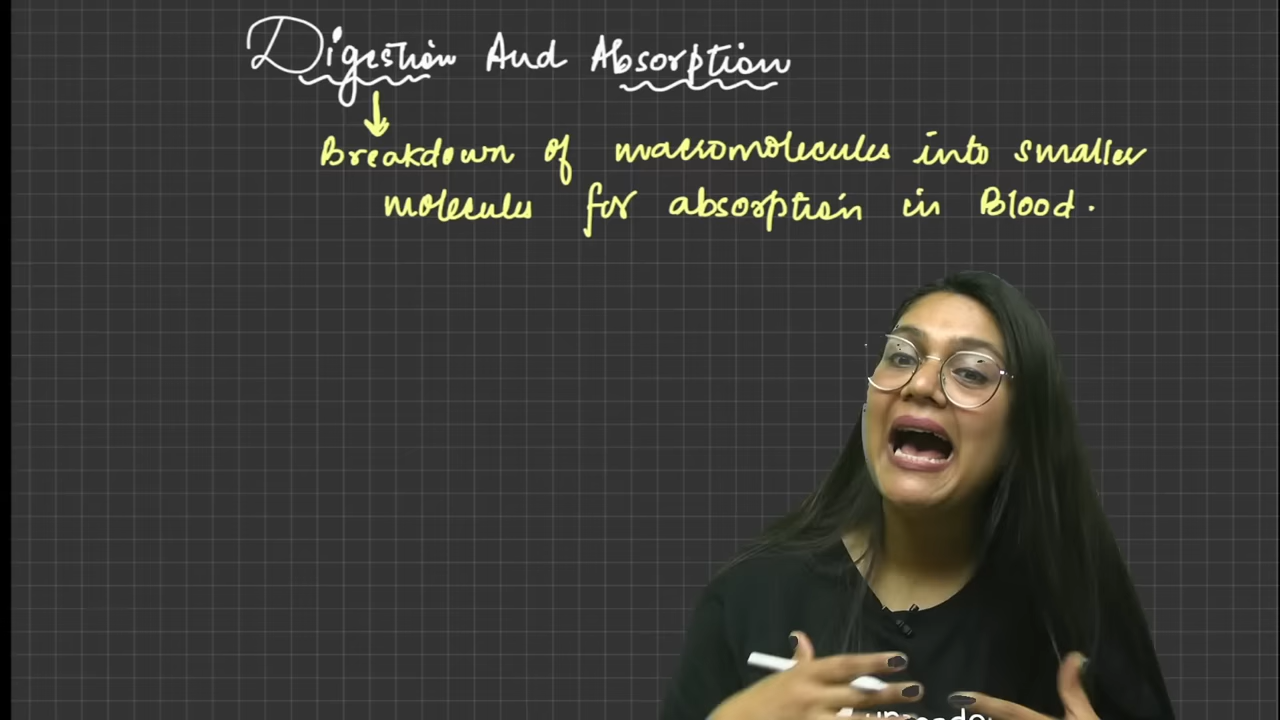 Digestion And Absorption
Breakdown of macromolecules into smaller
molecules for absorption in Blood.